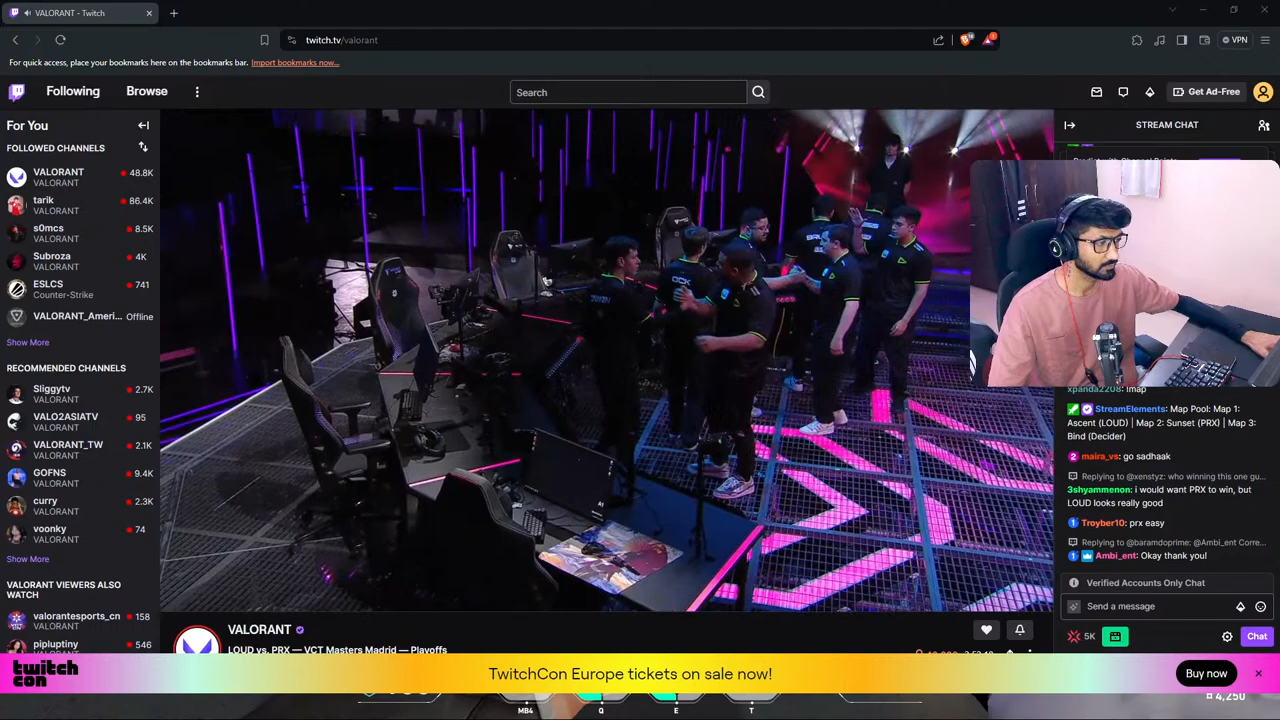 VALORANT - Twitch
twitch.tv/valorant
VPN
For quick access, place your bookmarks here on the bookmarks bar. Import bookmarks now...
Following
Browse
Search
Get Ad-Free
For You
FOLLOWED CHANNELS
VALORANT
48.8K
VALORANT
tarik
86.4K
VALORANT
s0mcs
8.5K
VALORANT
Subroza
4K
VALORANT
ESLCS
741
Counter-Strike
VALORANT_Ameri...
Offline
Show More
RECOMMENDED CHANNELS
Sliggytv
2.7K
VALORANT
VALO2ASIATV
95
VALORANT
VALORANT_TW
2.1K
VALORANT
GOFNS
9.4K
VALORANT
curry
2.3K
VALORANT
voonky
74
VALORANT
Show More
VALORANT VIEWERS ALSO
WATCH
valorantesports_cn
158
VALORANT
pipluptiny
546
VALORANT
LOUD vs. PRX — VCT Masters Madrid — Playoffs
STREAM CHAT
xpanda2208: !map
StreamElements: Map Pool: Map 1:
Ascent (LOUD) | Map 2: Sunset (PRX) | Map 3:
Bind (Decider)
maira_vs: go sadhaak
Replying to @xenstyz: who winning this one gu...
3shyammenon: i would want PRX to win, but
LOUD looks really good
Troyber10: prx easy
Replying to @baramdoprime: @Ambi_ent Corre...
Ambi_ent: Okay thank you!
Verified Accounts Only Chat
Send a message
5K
Chat
twitch
con
TwitchCon Europe tickets on sale now!
Buy now
MB4
Q
E
T
4,250